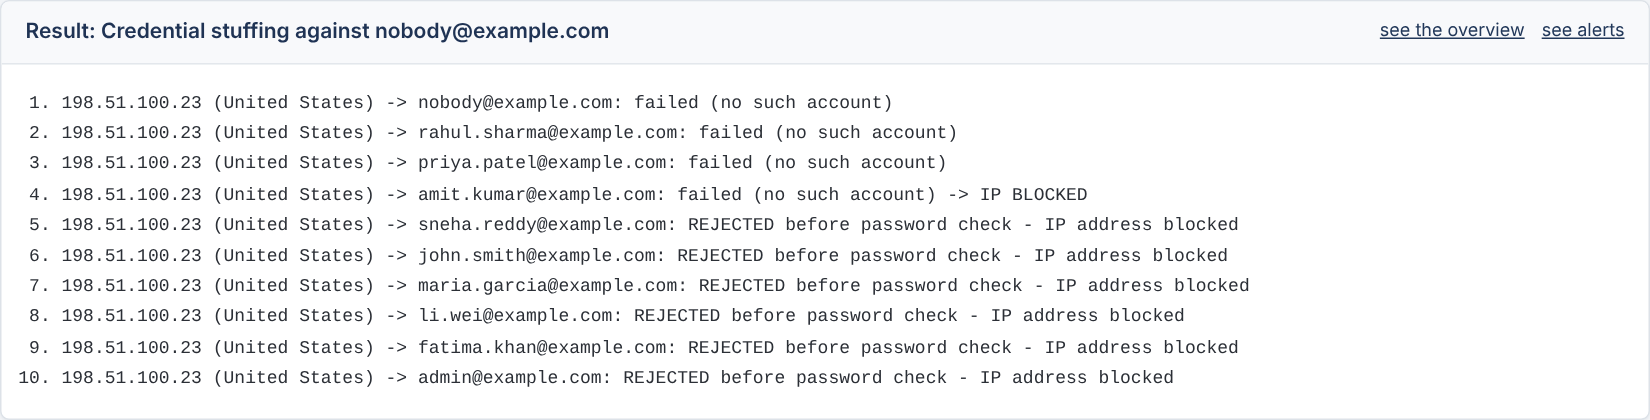 Result: Credential stuffing against nobody@example.com
see the overview see alerts
1. 198.51.100.23 (United States) -> nobody@example.com: failed (no such account)
2. 198.51.100.23 (United States) -> rahul.sharma@example.com: failed (no such account)
3. 198.51.100.23 (United States) -> priya.patel@example.com: failed (no such account)
4. 198.51.100.23 (United States) -> amit.kumar@example.com: failed (no such account) -> IP BLOCKED
5. 198.51.100.23 (United States) -> sneha.reddy@example.com: REJECTED before password check - IP address blocked
6. 198.51.100.23 (United States) -> john.smith@example.com: REJECTED before password check - IP address blocked
7. 198.51.100.23 (United States) -> maria.garcia@example.com: REJECTED before password check - IP address blocked
8. 198.51.100.23 (United States) -> li.wei@example.com: REJECTED before password check - IP address blocked
9. 198.51.100.23 (United States) -> fatima.khan@example.com: REJECTED before password check - IP address blocked
10. 198.51.100.23 (United States) -> admin@example.com: REJECTED before password check - IP address blocked